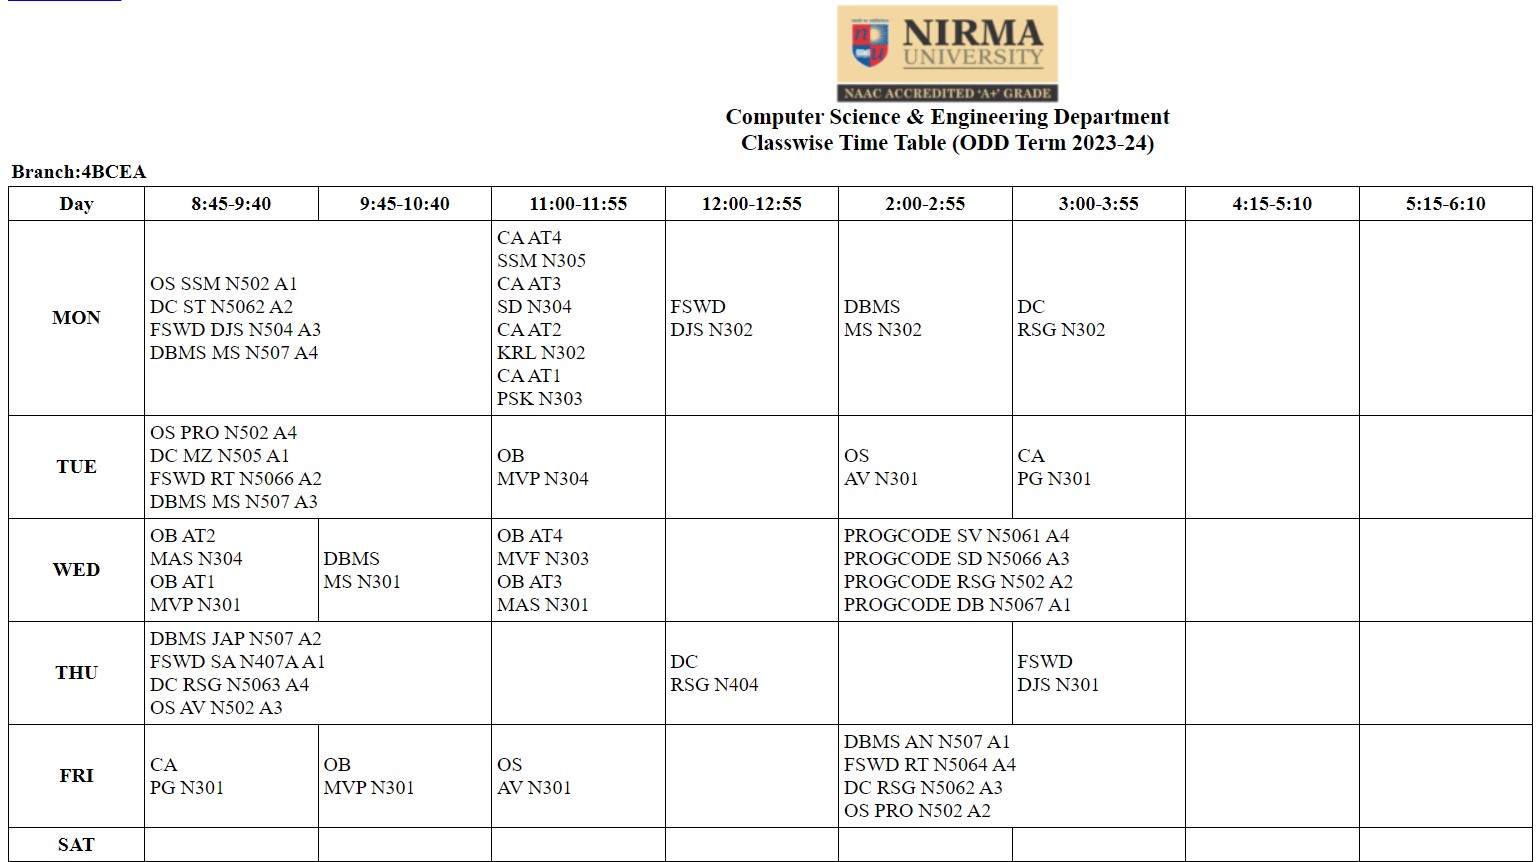 NIRMA
UNIVERSITY
NAAC ACCREDITED 'A+' GRADE
Computer Science & Engineering Department
Classwise Time Table (ODD Term 2023-24)
Branch:4BCEA
Day 8:45-9:40 9:45-10:40 11:00-11:55 12:00-12:55 2:00-2:55 3:00-3:55 4:15-5:10 5:15-6:10
MON
OS SSM N502 A1
DC ST N5062 A2
FSWD DJS N504 A3
DBMS MS N507 A4
CA AT4
SSM N305
CA AT3
SD N304
CA AT2
KRL N302
CA AT1
PSK N303
FSWD
DJS N302
DBMS
MS N302
DC
RSG N302
TUE
OS PRO N502 A4
DC MZ N505 A1
FSWD RT N5066 A2
DBMS MS N507 A3
OB
MVP N304
OS
AV N301
CA
PG N301
WED
OB AT2
MAS N304
OB AT1
MVP N301
DBMS
MS N301
OB AT4
MVF N303
OB AT3
MAS N301
PROGCODE SV N5061 A4
PROGCODE SD N5066 A3
PROGCODE RSG N502 A2
PROGCODE DB N5067 A1
THU
DBMS JAP N507 A2
FSWD SA N407A A1
DC RSG N5063 A4
OS AV N502 A3
DC
RSG N404
FSWD
DJS N301
FRI
CA
PG N301
OB
MVP N301
OS
AV N301
DBMS AN N507 A1
FSWD RT N5064 A4
DC RSG N5062 A3
OS PRO N502 A2
SAT